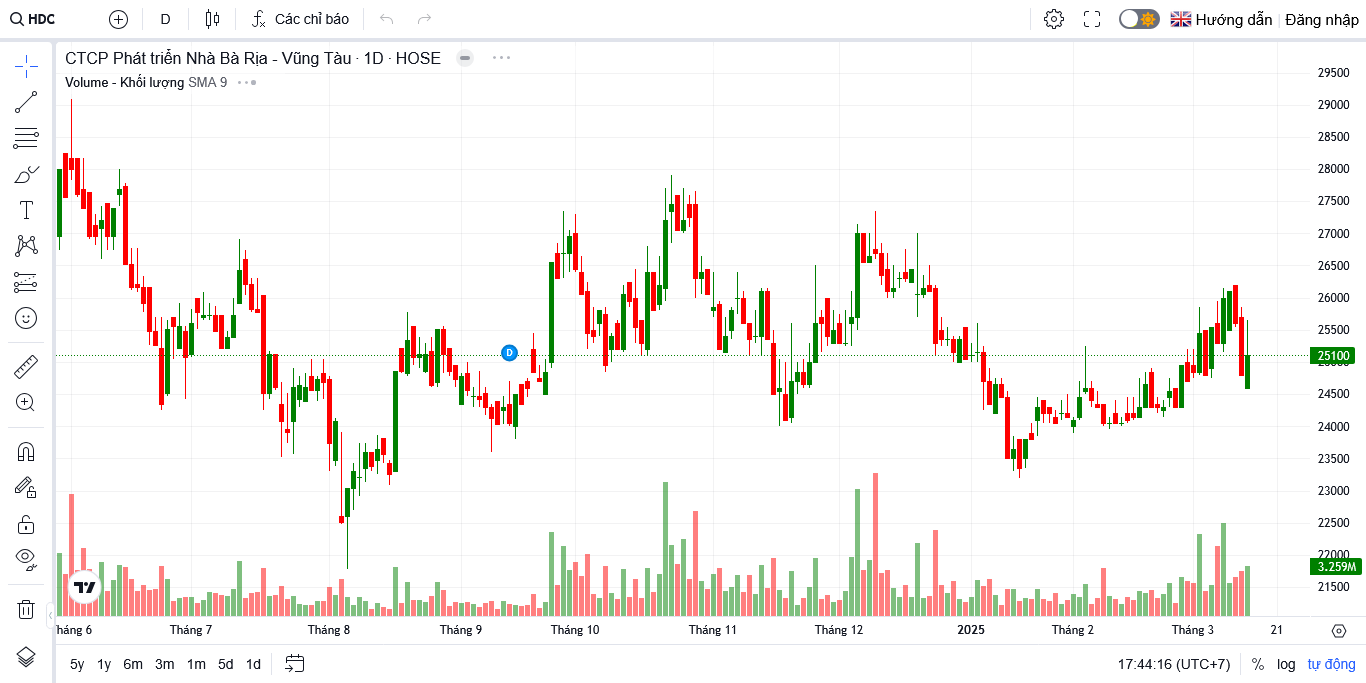 HDC D Các chỉ báo Hướng dẫn Đăng nhập
CTCP Phát triển Nhà Bà Rịa - Vũng Tàu · 1D · HOSE
Volume - Khối lượng SMA 9
29500
29000
28500
28000
27500
27000
26500
26000
25500
25100
24500
24000
23500
23000
22500
22000
3.259M
21500
D
háng 6 Tháng 7 Tháng 8 Tháng 9 Tháng 10 Tháng 11 Tháng 12 2025 Tháng 2 Tháng 3 21
5y 1y 6m 3m 1m 5d 1d 17:44:16 (UTC+7) % log tự động